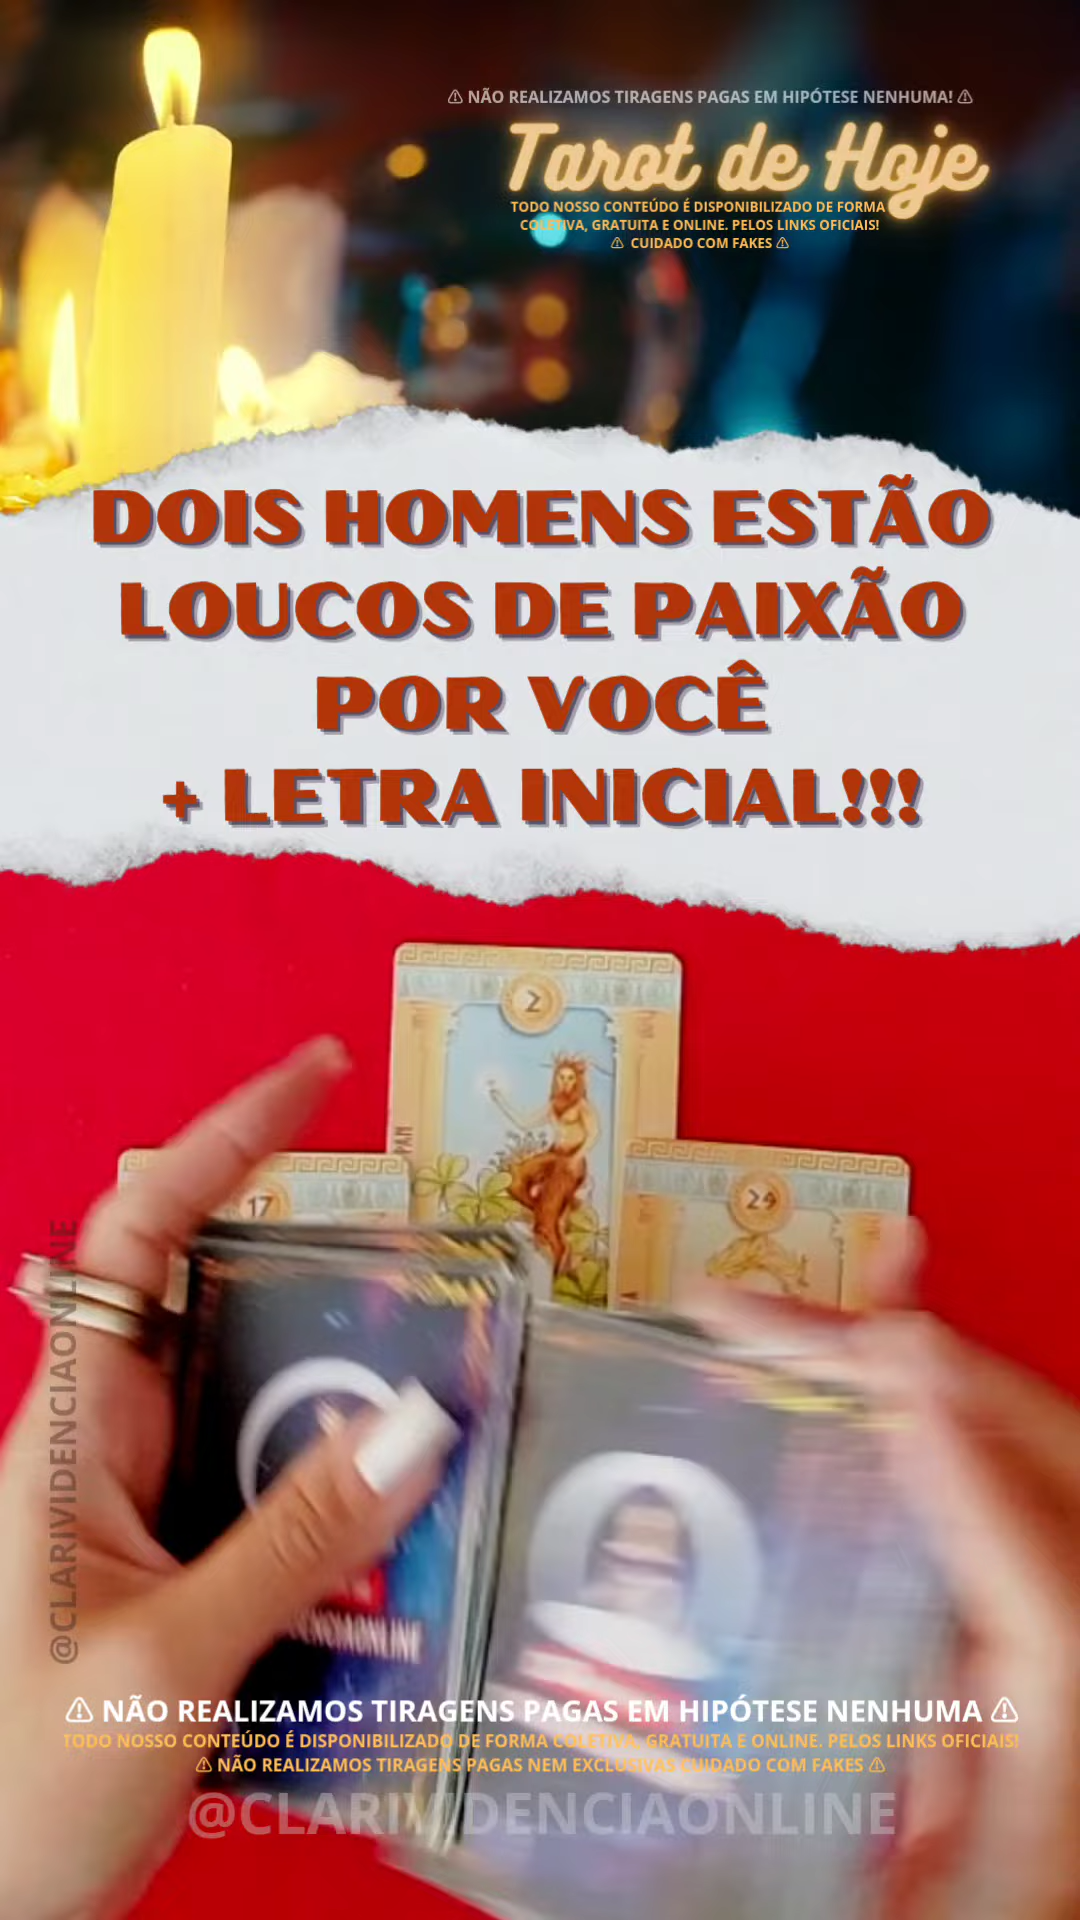 ⚠ NÃO REALIZAMOS TIRAGENS PAGAS EM HIPÓTESE NENHUMA! ⚠
Tarot de Hoje
TODO NOSSO CONTEÚDO É DISPONIBILIZADO DE FORMA
COLETIVA, GRATUITA E ONLINE. PELOS LINKS OFICIAIS!
⚠ CUIDADO COM FAKES ⚠
DOIS HOMENS ESTÃO
LOUCOS DE PAIXÃO
POR VOCÊ
+ LETRA INICIAL!!!
2
PAN
17
29
@CLARIVIDENCIAONLINE
⚠ NÃO REALIZAMOS TIRAGENS PAGAS EM HIPÓTESE NENHUMA ⚠
TODO NOSSO CONTEÚDO É DISPONIBILIZADO DE FORMA COLETIVA, GRATUITA E ONLINE. PELOS LINKS OFICIAIS!
⚠ NÃO REALIZAMOS TIRAGENS PAGAS NEM EXCLUSIVAS CUIDADO COM FAKES ⚠
@CLARIVIDENCIAONLINE